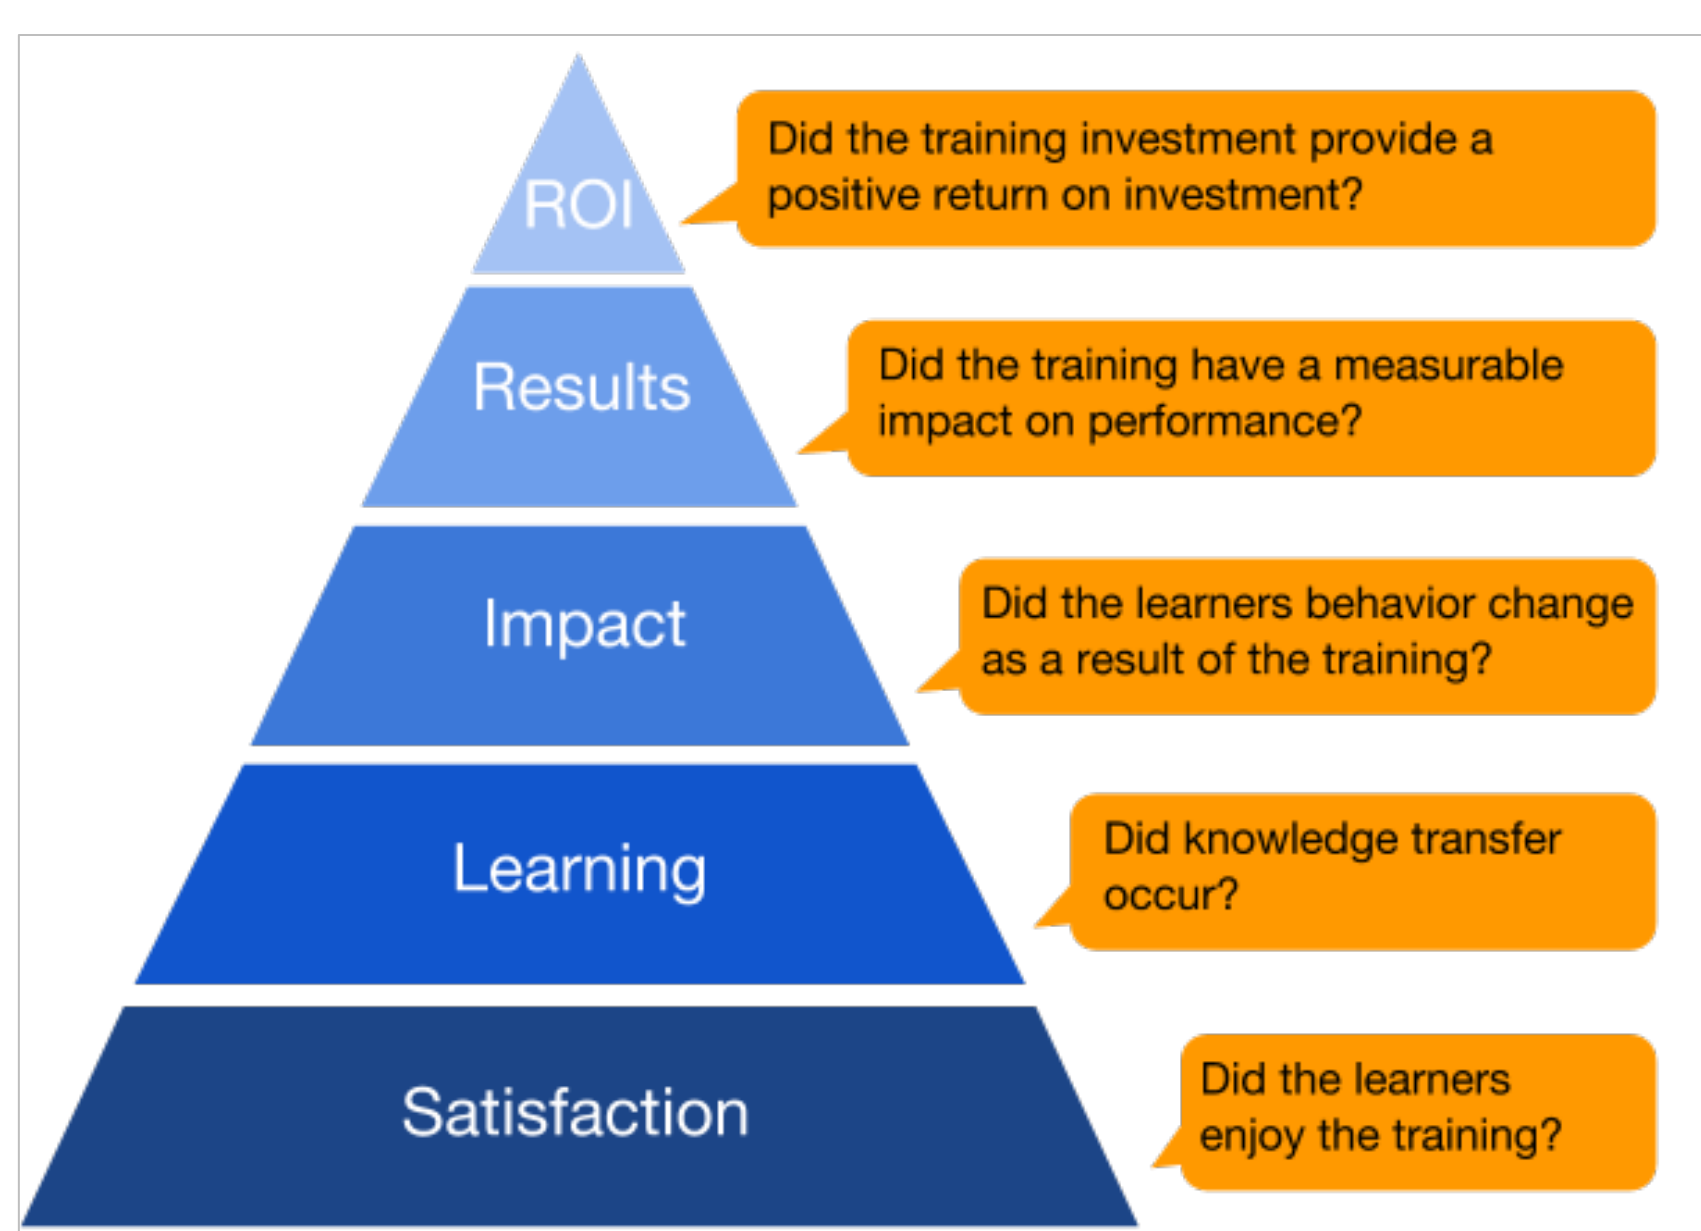 ROI
Did the training investment provide a
positive return on investment?
Results
Did the training have a measurable
impact on performance?
Impact
Did the learners behavior change
as a result of the training?
Learning
Did knowledge transfer
occur?
Satisfaction
Did the learners
enjoy the training?